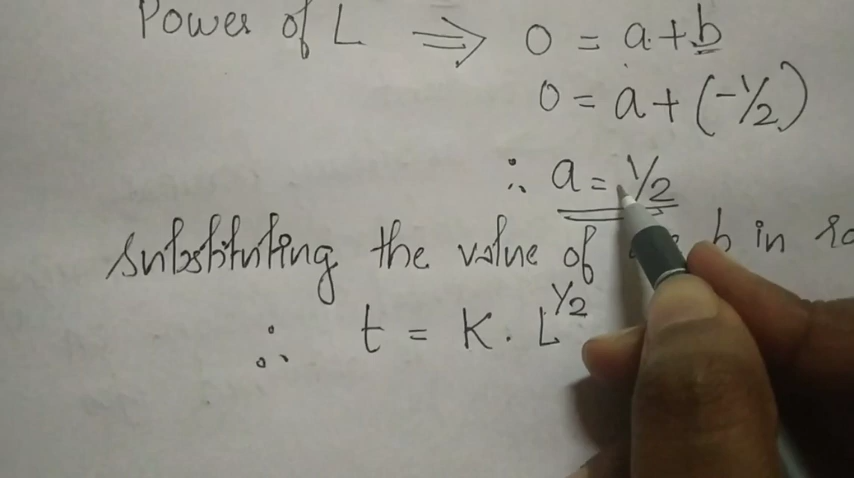 Power of L ⟹ 0 = a + b
0 = a + (-1/2)
∴ a = 1/2
substituting the value of b in
∴ t = K . L^1/2